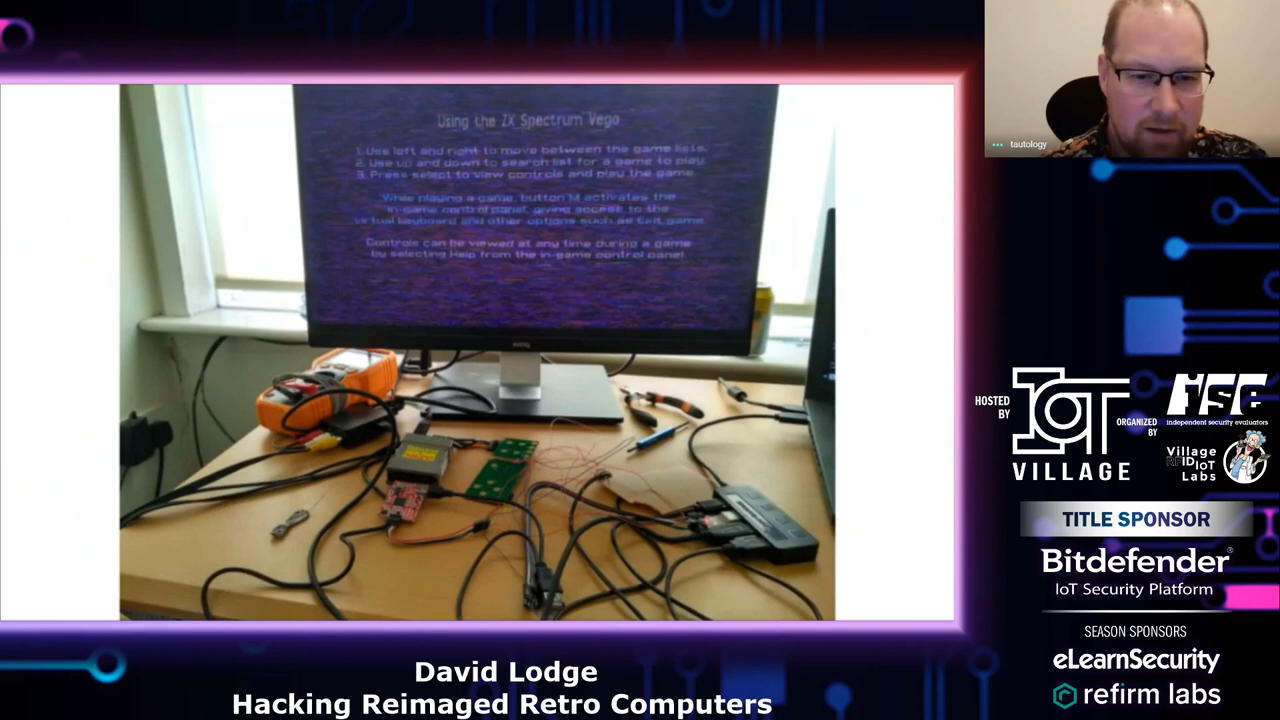 Using the ZX Spectrum Vega
1. Use left and right to move between the game lists.
2. Use up and down to search list for a game to play.
3. Press select to view controls and play the game.
While playing a game, button M activates the
in-game control panel, giving access to the
virtual keyboard and other options such as Exit game.
Controls can be viewed at any time during a game
by selecting Help from the in-game control panel.
BenQ
tautology
HOSTED BY
IOT
VILLAGE
ORGANIZED BY
ISE
independent security evaluators
Village
IoT
Labs
TITLE SPONSOR
Bitdefender®
IoT Security Platform
SEASON SPONSORS
eLearnSecurity
refirm labs
David Lodge
Hacking Reimaged Retro Computers